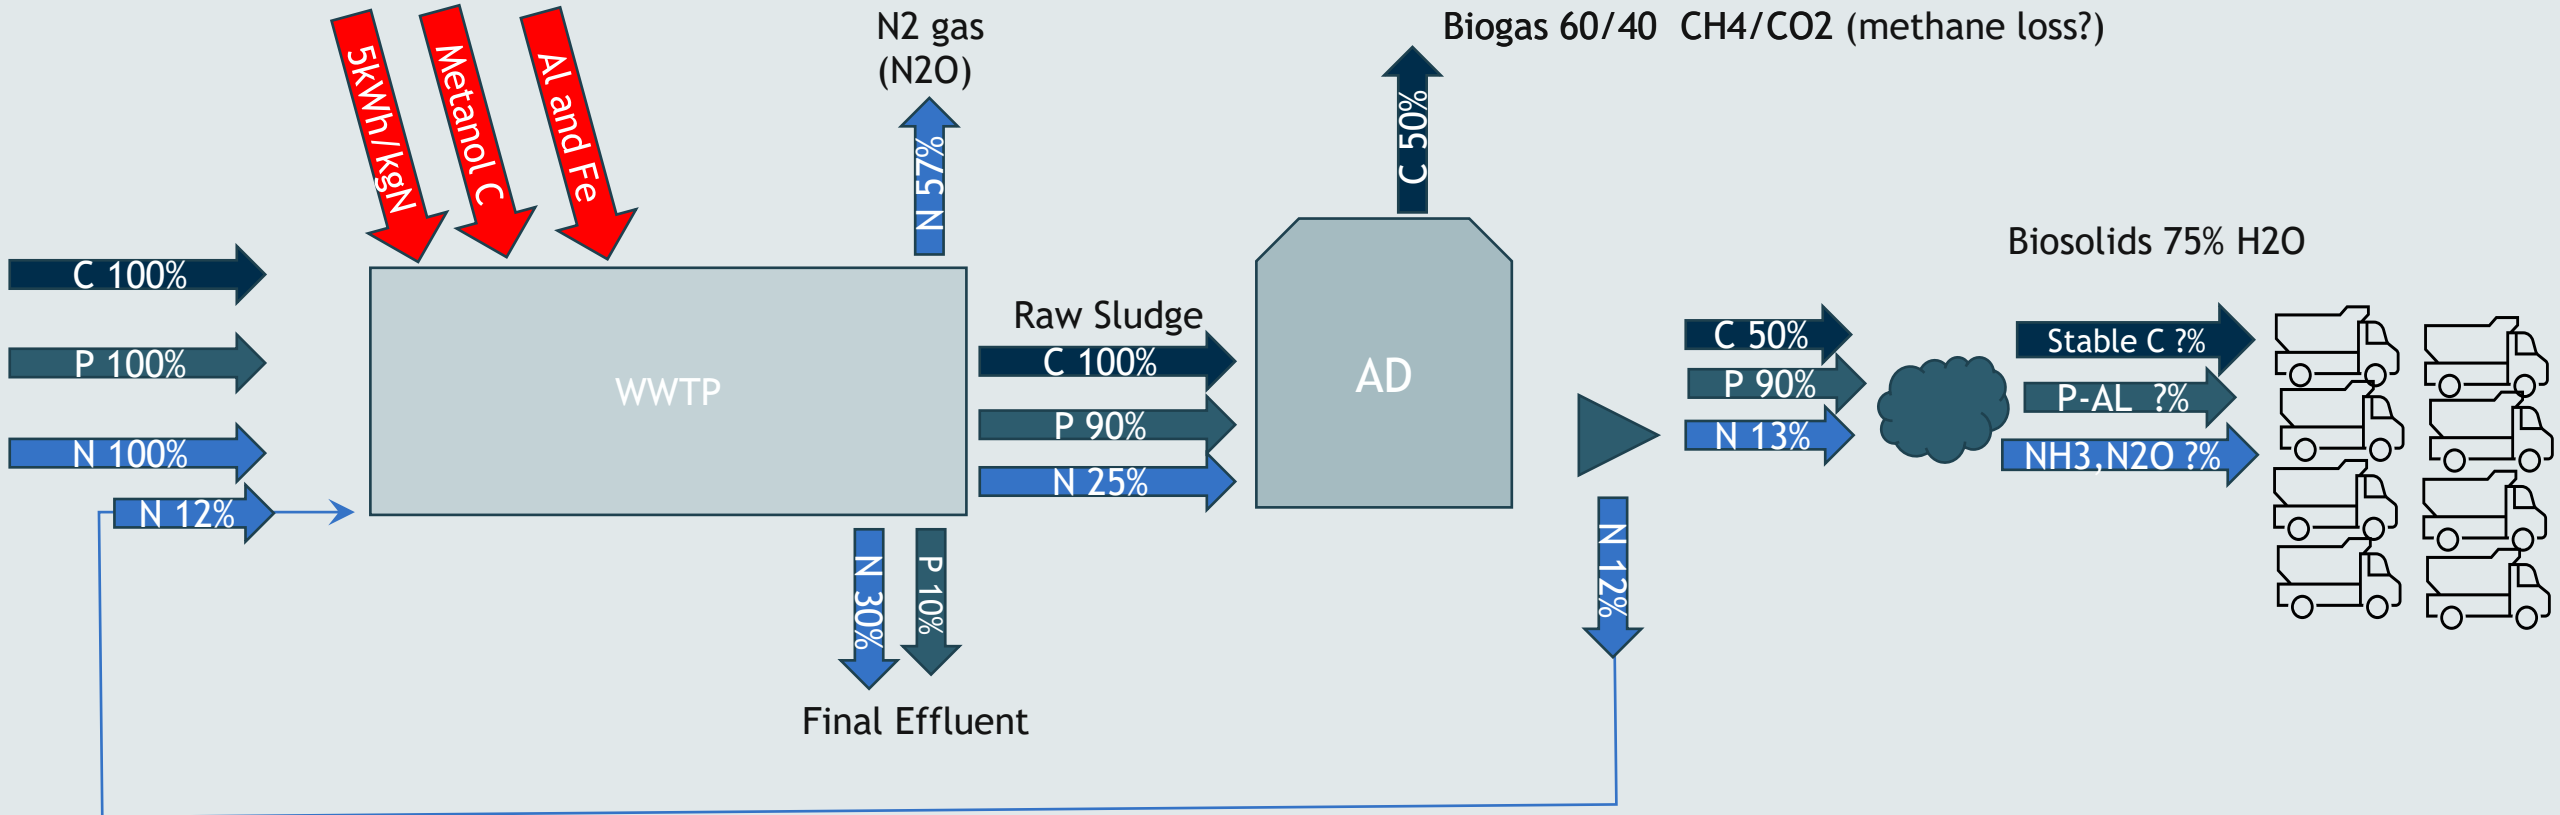 5kWh/kgN
Metanol C
Al and Fe
N2 gas
(N2O)
N 57%
Biogas 60/40  CH4/CO2 (methane loss?)
C 50%
C 100%
P 100%
N 100%
N 12%
WWTP
Raw Sludge
C 100%
P 90%
N 25%
AD
N 30%
P 10%
Final Effluent
C 50%
P 90%
N 13%
N 12%
Biosolids 75% H2O
Stable C ?%
P-AL  ?%
NH3,N2O ?%